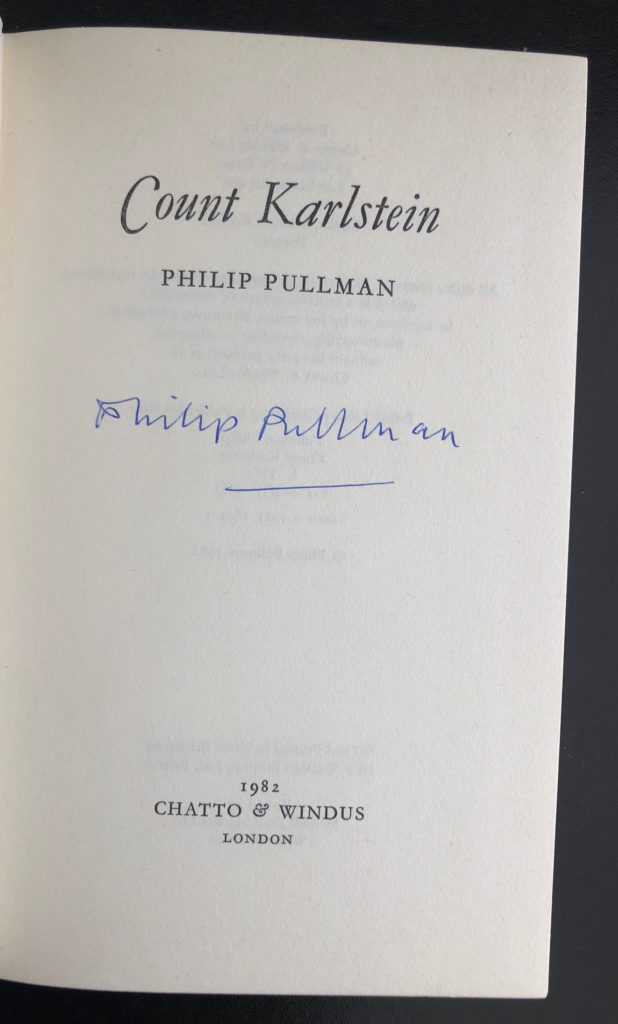 Count Karlstein
PHILIP PULLMAN
Philip Pullman
1982
CHATTO & WINDUS
LONDON